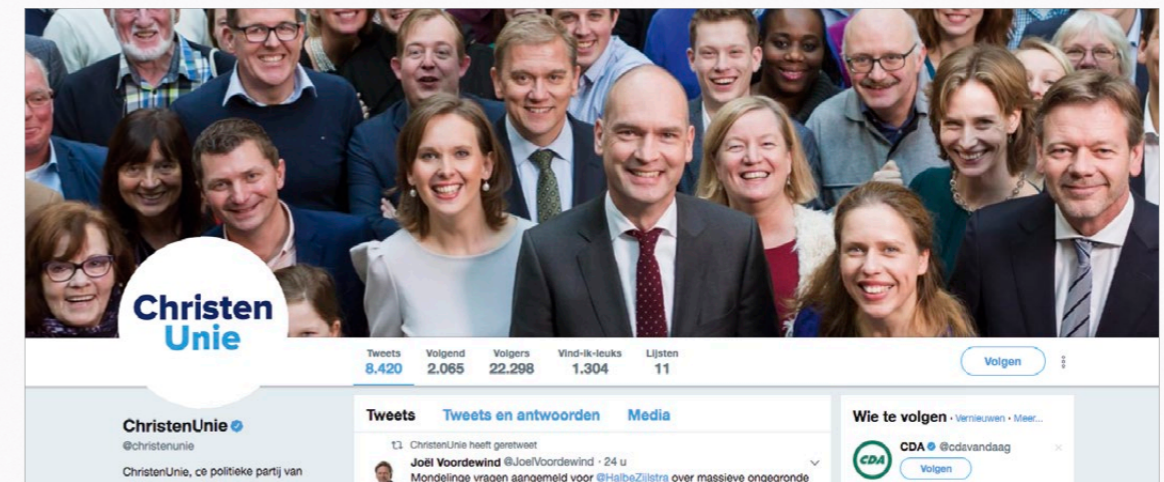 Christen
Unie
Tweets
8.420
Volgend
2.065
Volgers
22.298
Vind-ik-leuks
1.304
Lijsten
11
Volgen
ChristenUnie
@christenunie
ChristenUnie, de politieke partij van
Tweets Tweets en antwoorden Media
ChristenUnie heeft geretweet
Joël Voordewind @JoelVoordewind · 24 u
Mondelinge vragen aangemeld voor @HalbeZijlstra over massieve ongegronde
Wie te volgen · Vernieuwen · Meer...
CDA
CDA @cdavandaag
Volgen